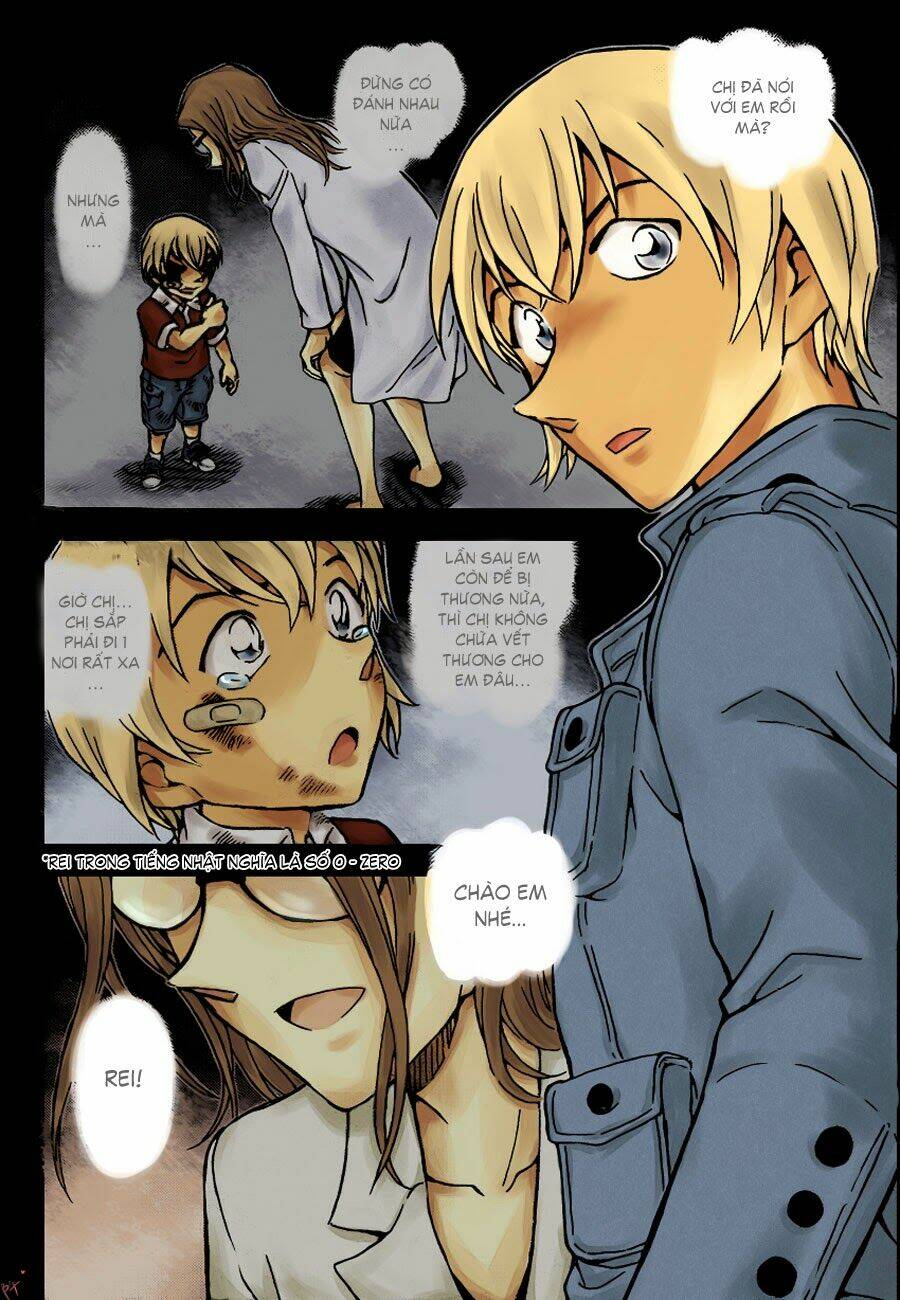 CHỊ ĐÃ NÓI
VỚI EM RỒI
MÀ?
ĐỪNG CÓ
ĐÁNH NHAU
NỮA
...
NHƯNG
MÀ
...
LẦN SAU EM
CÒN ĐỂ BỊ
THƯƠNG NỮA,
THÌ CHỊ KHÔNG
CHỮA VẾT
THƯƠNG CHO
EM ĐÂU...
GIỜ CHỊ...
CHỊ SẮP
PHẢI ĐI 1
NƠI RẤT XA
...
*REI TRONG TIẾNG NHẬT NGHĨA LÀ SỐ 0 - ZERO
CHÀO EM
NHÉ...
REI!